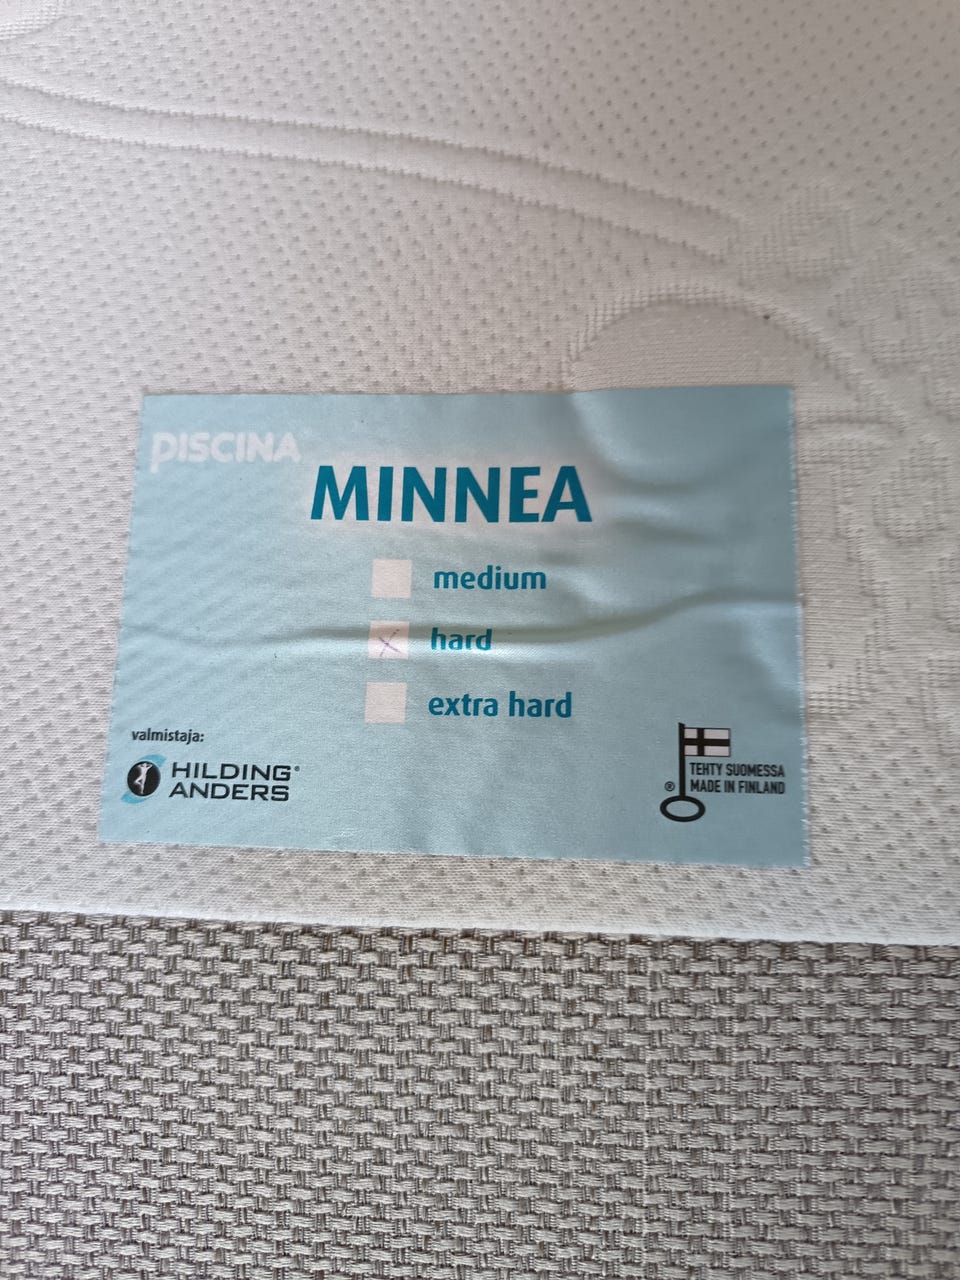 PISCINA
MINNEA
medium
hard
extra hard
valmistaja:
HILDING®
ANDERS
TEHTY SUOMESSA
® MADE IN FINLAND